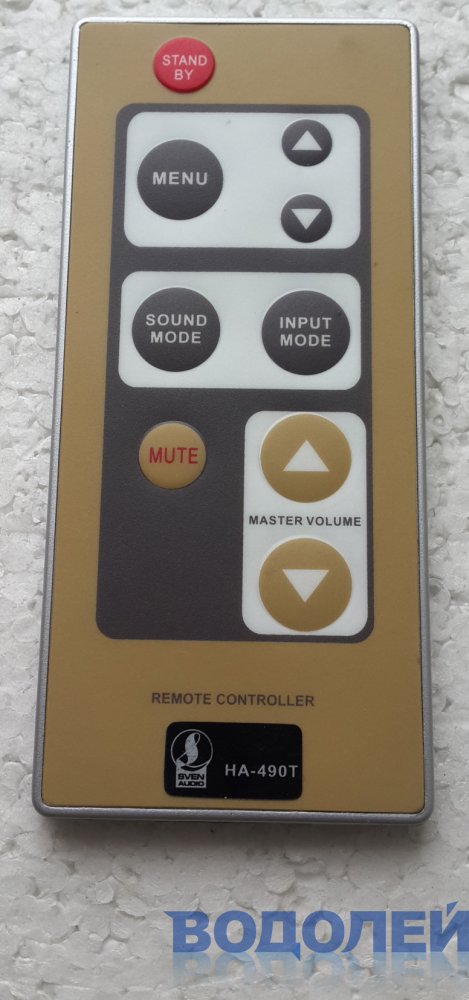 STAND
BY
MENU
SOUND
MODE
INPUT
MODE
MUTE
MASTER VOLUME
REMOTE CONTROLLER
SVEN
AUDIO
HA-490T
ВОДОЛЕЙ